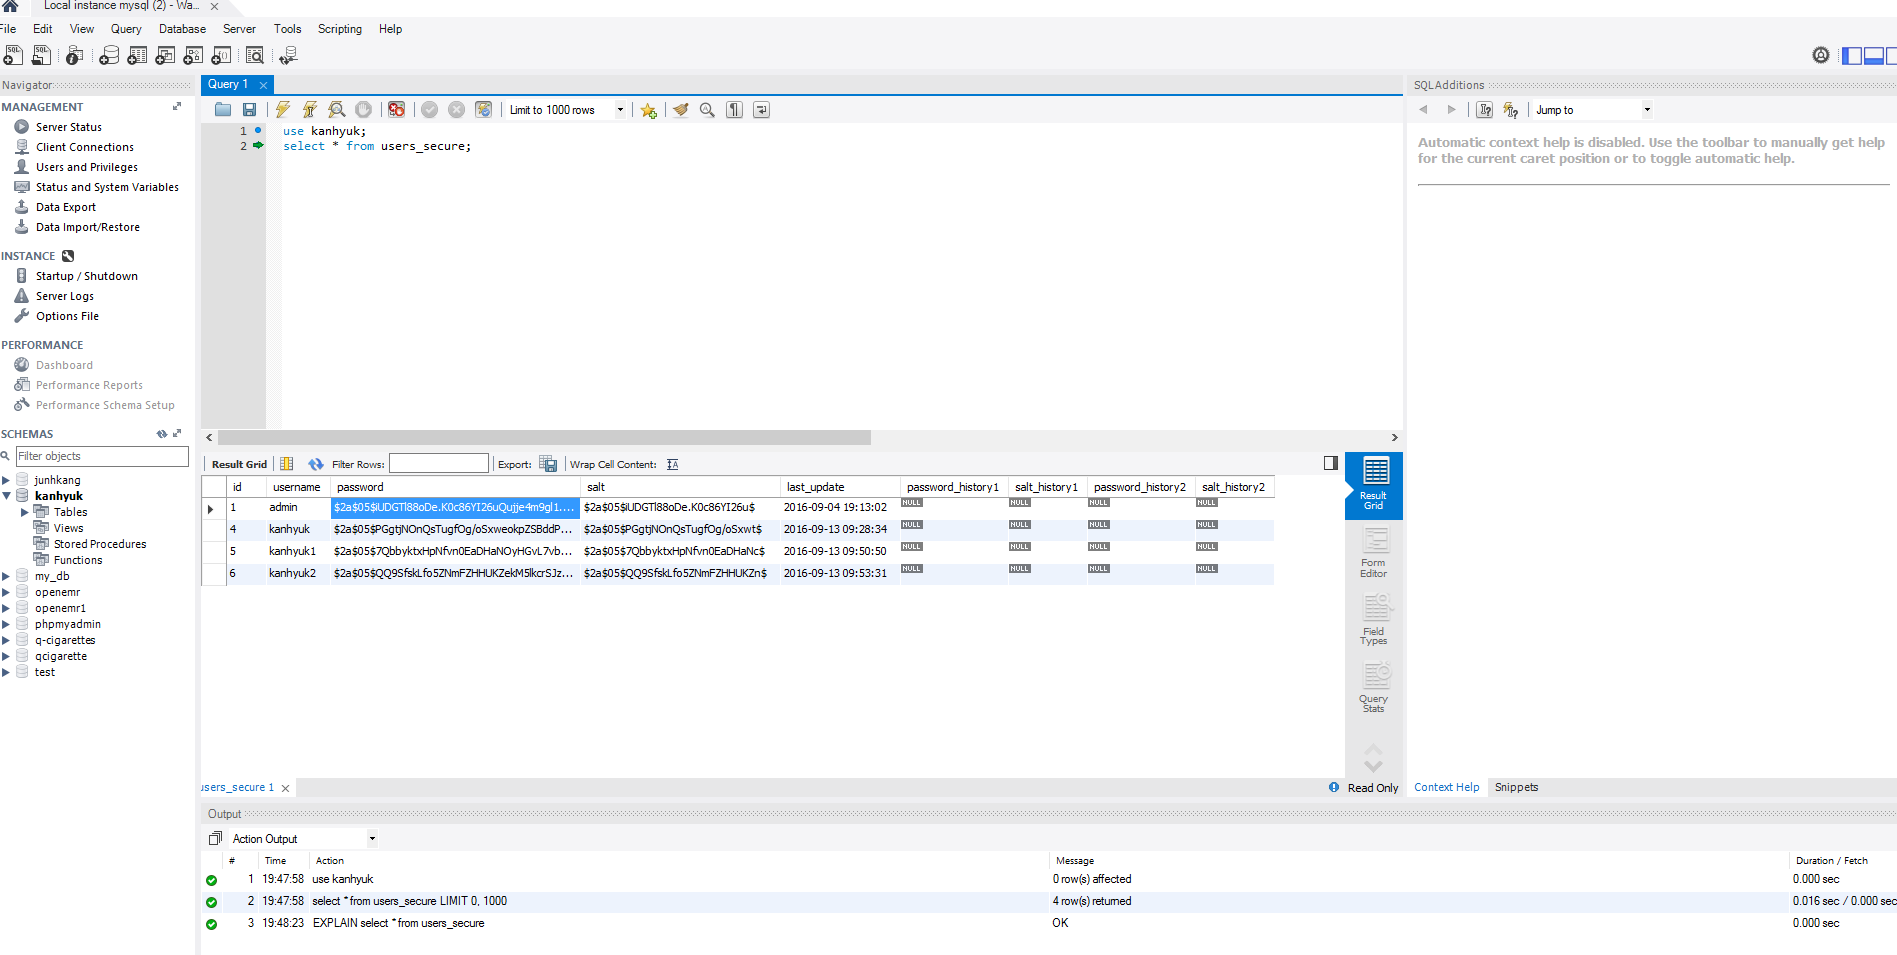 Local instance mysql (2) - Wa...
File Edit View Query Database Server Tools Scripting Help
Navigator
MANAGEMENT
Server Status
Client Connections
Users and Privileges
Status and System Variables
Data Export
Data Import/Restore
INSTANCE
Startup / Shutdown
Server Logs
Options File
PERFORMANCE
Dashboard
Performance Reports
Performance Schema Setup
SCHEMAS
Filter objects
junhkang
kanhyuk
Tables
Views
Stored Procedures
Functions
my_db
openemr
openemr1
phpmyadmin
q-cigarettes
qcigarette
test
Query 1
Limit to 1000 rows
1 use kanhyuk;
2 select * from users_secure;
Result Grid Filter Rows: Export: Wrap Cell Content:
id username password salt last_update password_history1 salt_history1 password_history2 salt_history2
1 admin $2a$05$iUDGTl88oDe.K0c86YI26uQujje4m9gl1.... $2a$05$iUDGTl88oDe.K0c86YI26u$ 2016-09-04 19:13:02 NULL NULL NULL NULL
4 kanhyuk $2a$05$PGgtjNOnQsTugfOg/oSxweokpZSBddP... $2a$05$PGgtjNOnQsTugfOg/oSxwt$ 2016-09-13 09:28:34 NULL NULL NULL NULL
5 kanhyuk1 $2a$05$7QbbyktxHpNfvn0EaDHaNOyHGvL7vb... $2a$05$7QbbyktxHpNfvn0EaDHaNc$ 2016-09-13 09:50:50 NULL NULL NULL NULL
6 kanhyuk2 $2a$05$QQ9SfskLfo5ZNmFZHHUKZekM5lkcrSJz... $2a$05$QQ9SfskLfo5ZNmFZHHUKZn$ 2016-09-13 09:53:31 NULL NULL NULL NULL
Result Grid
Form Editor
Field Types
Query Stats
users_secure 1
Read Only
SQLAdditions
Jump to
Automatic context help is disabled. Use the toolbar to manually get help
for the current caret position or to toggle automatic help.
Context Help Snippets
Output
Action Output
# Time Action Message Duration / Fetch
1 19:47:58 use kanhyuk 0 row(s) affected 0.000 sec
2 19:47:58 select * from users_secure LIMIT 0, 1000 4 row(s) returned 0.016 sec / 0.000 sec
3 19:48:23 EXPLAIN select * from users_secure OK 0.000 sec